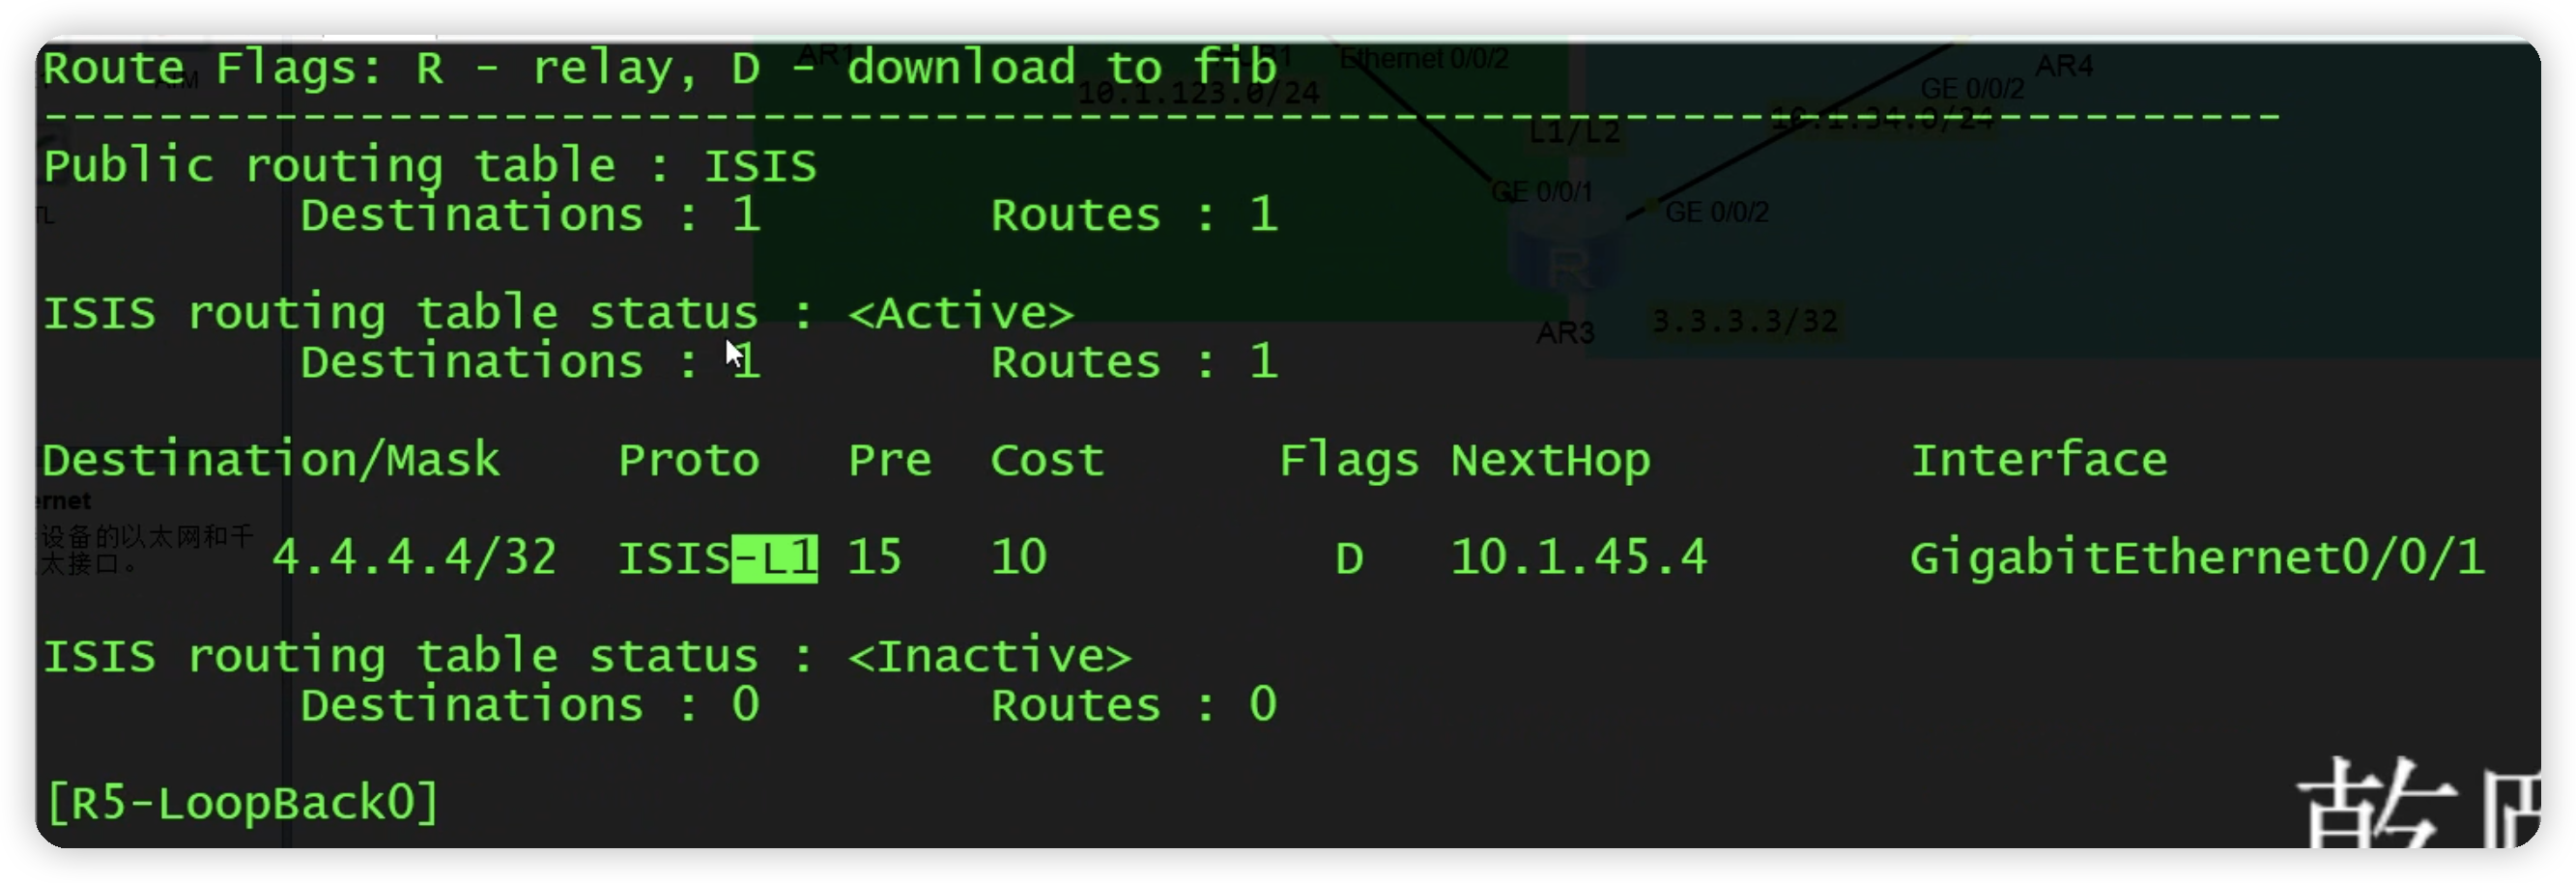 Route Flags: R - relay, D - download to fib
------------------------------------------------------------------------------
Public routing table : ISIS
Destinations : 1 Routes : 1
ISIS routing table status : <Active>
Destinations : 1 Routes : 1
Destination/Mask Proto Pre Cost Flags NextHop Interface
4.4.4.4/32 ISIS-L1 15 10 D 10.1.45.4 GigabitEthernet0/0/1
ISIS routing table status : <Inactive>
Destinations : 0 Routes : 0
[R5-LoopBack0]
AR1
Ethernet 0/0/2
10.1.123.0/24
AR4
GE 0/0/2
10.1.34.0/24
L1/L2
GE 0/0/1
GE 0/0/2
R
AR3
3.3.3.3/32
TL
ernet
设备的以太网和千
太接口。
乾